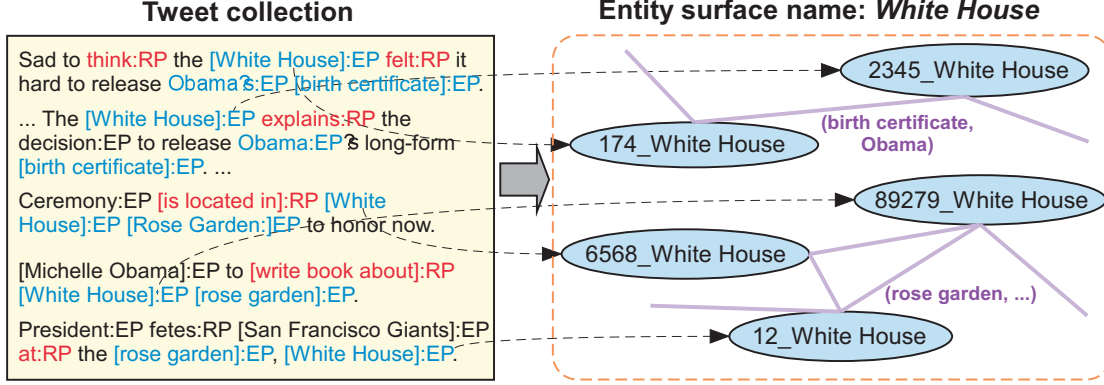 Tweet collection
Sad to think:RP the [White House]:EP felt:RP it
hard to release Obama?s:EP [birth certificate]:EP.
... The [White House]:EP explains:RP the
decision:EP to release Obama:EP?s long-form
[birth certificate]:EP. ...
Ceremony:EP [is located in]:RP [White
House]:EP [Rose Garden:]EP to honor now.
[Michelle Obama]:EP to [write book about]:RP
[White House]:EP [rose garden]:EP.
President:EP fetes:RP [San Francisco Giants]:EP
at:RP the [rose garden]:EP, [White House]:EP.
Entity surface name: White House
2345_White House
174_White House
(birth certificate,
Obama)
89279_White House
6568_White House
(rose garden, ...)
12_White House